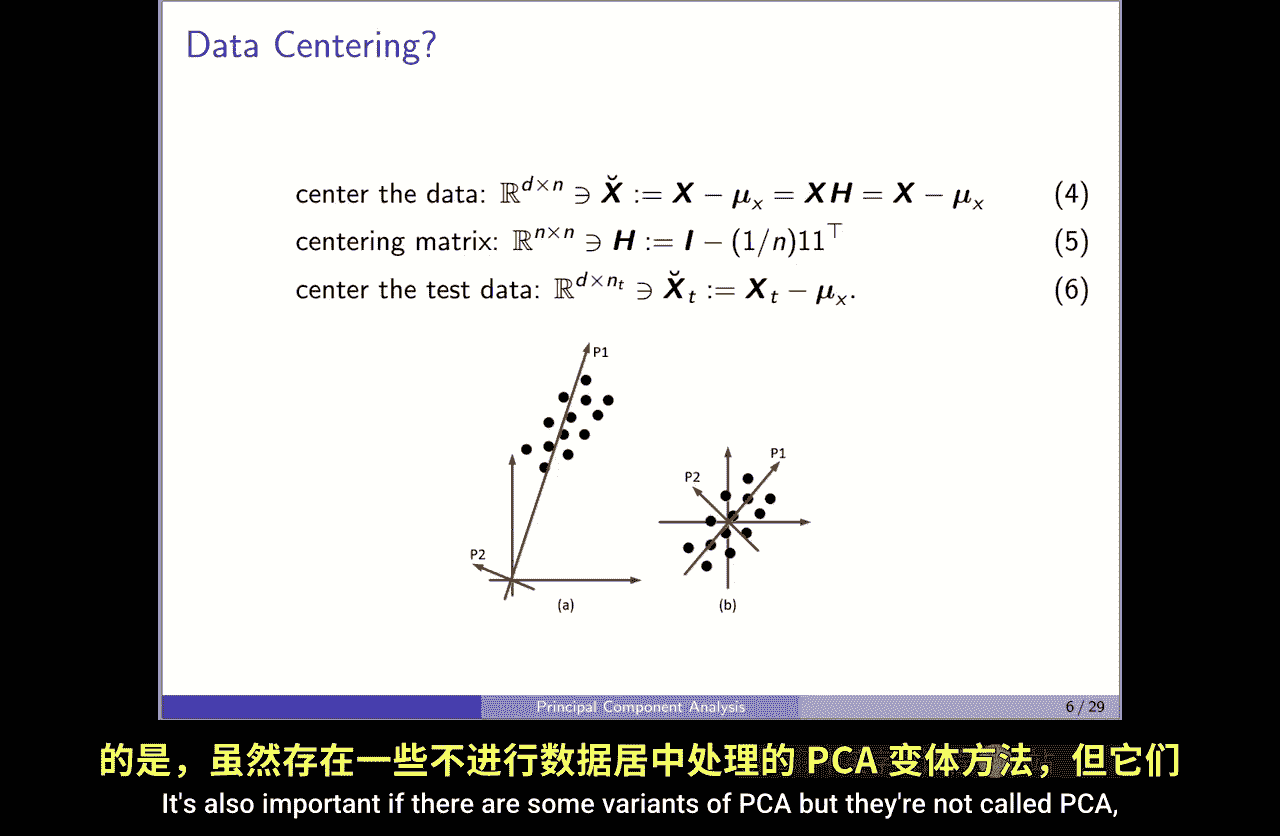 Data Centering?
center the data: ℝ^{d×n} ∋ X̆ := X − μ_x = XH = X − μ_x (4)
centering matrix: ℝ^{n×n} ∋ H := I − (1/n)11^⊤ (5)
center the test data: ℝ^{d×n_t} ∋ X̆_t := X_t − μ_x. (6)
P1
P2
(a)
P1
P2
(b)
Principal Component Analysis
6 / 29
的是，虽然存在一些不进行数据居中处理的 PCA 变体方法，但它们
It's also important if there are some variants of PCA but they're not called PCA,